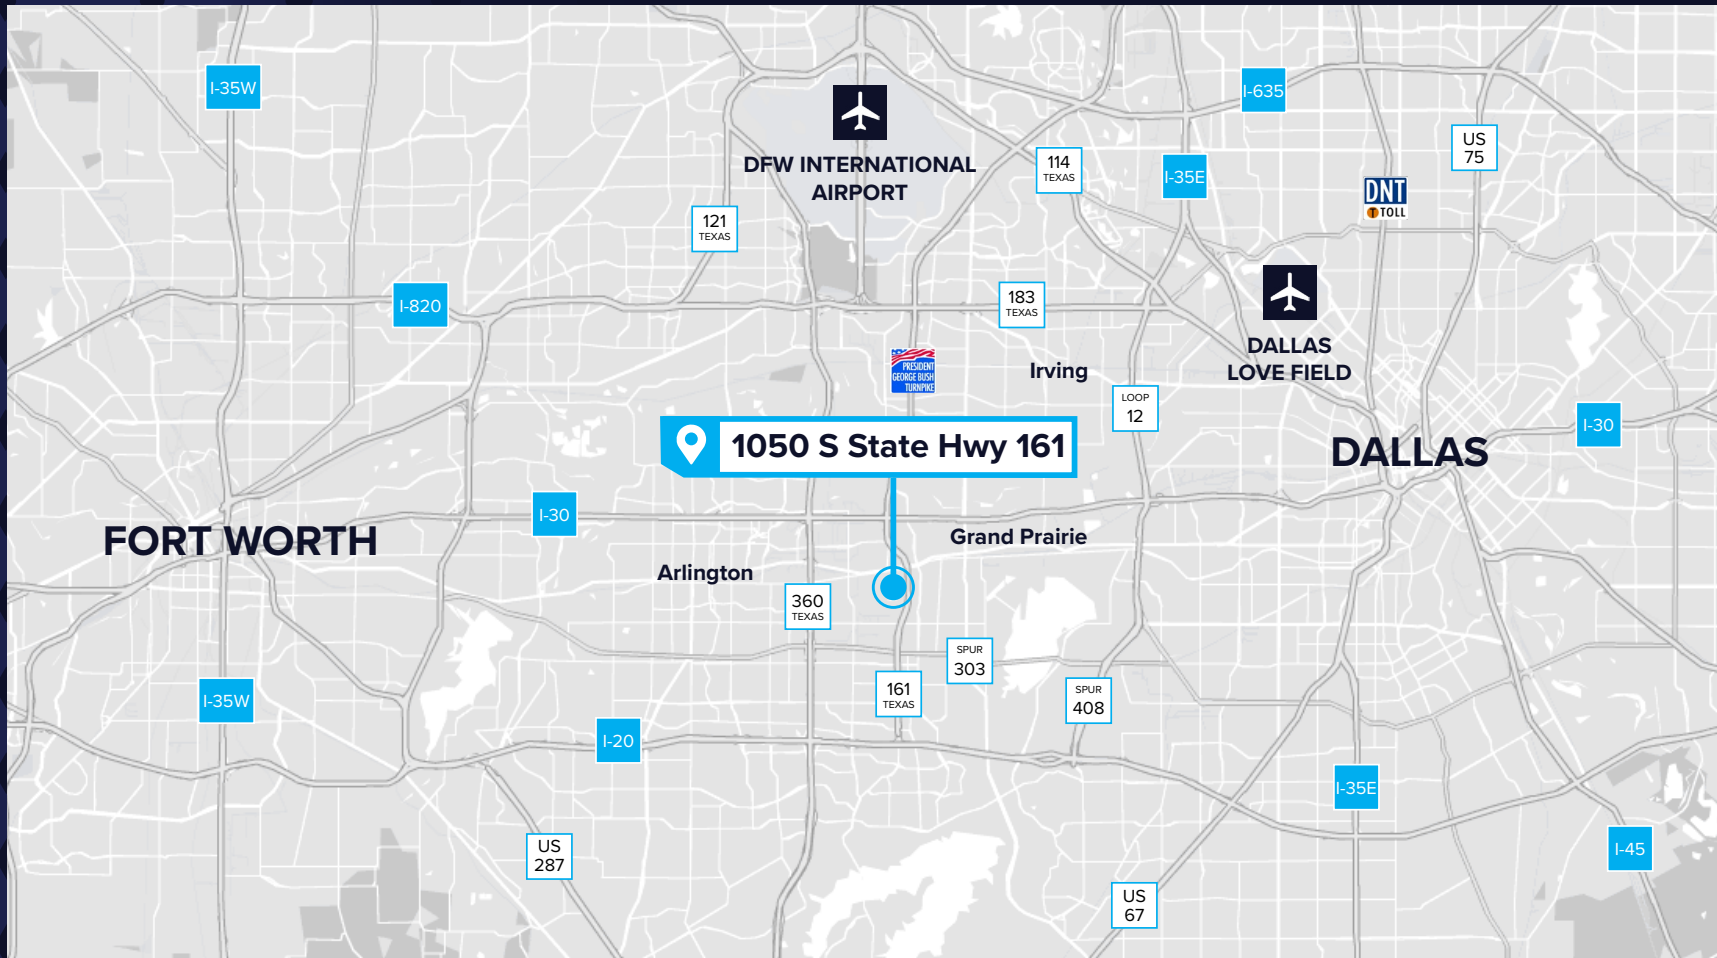 I-35W
I-635
US
75
DFW INTERNATIONAL
AIRPORT
114
TEXAS
I-35E
DNT
TOLL
121
TEXAS
I-820
183
TEXAS
DALLAS
LOVE FIELD
PRESIDENT
GEORGE BUSH
TURNPIKE
Irving
LOOP
12
I-30
1050 S State Hwy 161
DALLAS
I-30
FORT WORTH
Grand Prairie
Arlington
360
TEXAS
SPUR
303
161
TEXAS
SPUR
408
I-35W
I-20
I-35E
US
287
I-45
US
67